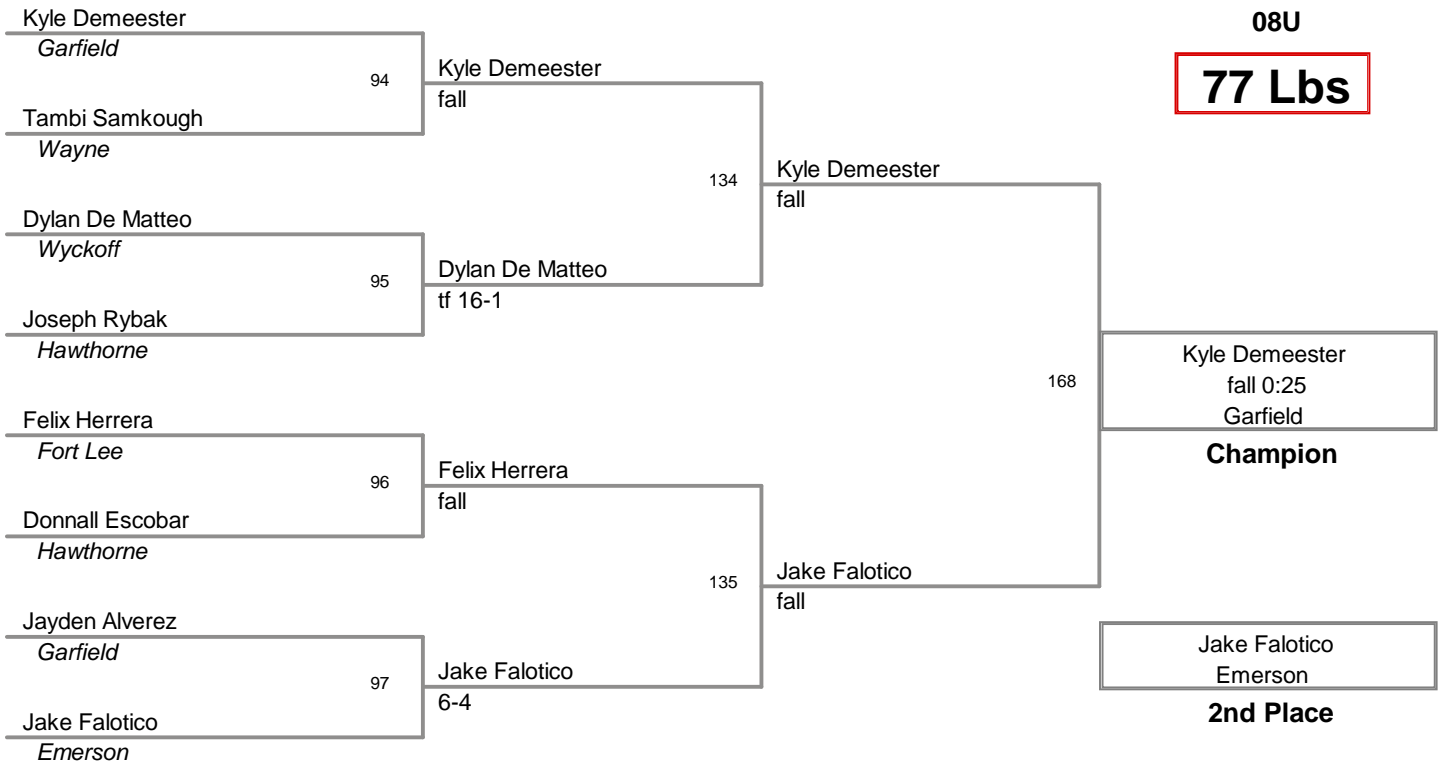 Kyle Demeester
Garfield
94
Tambi Samkough
Wayne
Dylan De Matteo
Wyckoff
95
Joseph Rybak
Hawthorne
Felix Herrera
Fort Lee
96
Donnall Escobar
Hawthorne
Jayden Alverez
Garfield
97
Jake Falotico
Emerson
Kyle Demeester
fall
134
Dylan De Matteo
tf 16-1
Felix Herrera
fall
135
Jake Falotico
6-4
Kyle Demeester
fall
168
Jake Falotico
fall
08U
77 Lbs
Kyle Demeester
fall 0:25
Garfield
Champion
Jake Falotico
Emerson
2nd Place